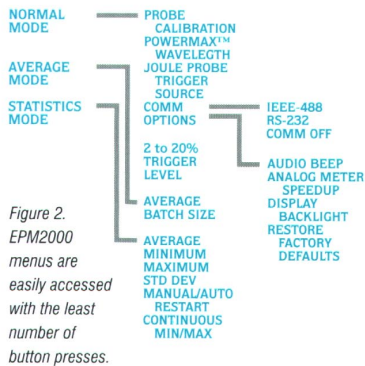 NORMAL
MODE
AVERAGE
MODE
STATISTICS
MODE
PROBE
CALIBRATION
POWERMAX™
WAVELEGTH
JOULE PROBE
TRIGGER
SOURCE
COMM
OPTIONS
2 to 20%
TRIGGER
LEVEL
AVERAGE
BATCH SIZE
AVERAGE
MINIMUM
MAXIMUM
STD DEV
MANUAL/AUTO
RESTART
CONTINUOUS
MIN/MAX
IEEE-488
RS-232
COMM OFF
AUDIO BEEP
ANALOG METER
SPEEDUP
DISPLAY
BACKLIGHT
RESTORE
FACTORY
DEFAULTS
Figure 2.
EPM2000
menus are
easily accessed
with the least
number of
button presses.